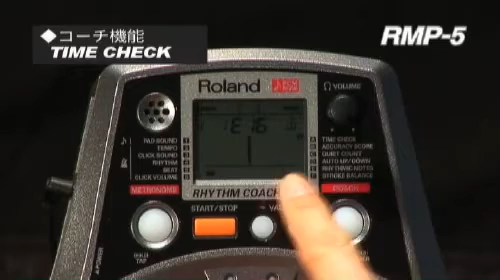 ◆コーチ機能
TIME CHECK
RMP-5
Roland
VOLUME
PAD SOUND
TEMPO
CLICK SOUND
RHYTHM
BEAT
CLICK VOLUME
TIME CHECK
ACCURACY SCORE
QUIET COUNT
AUTO UP/DOWN
RHYTHMIC NOTES
STROKE BALANCE
METRONOME
RHYTHM COACH
START/STOP